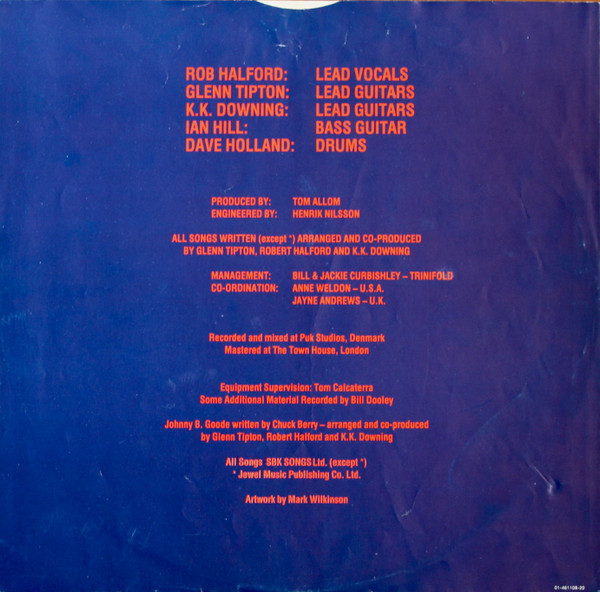 ROB HALFORD: LEAD VOCALS
GLENN TIPTON: LEAD GUITARS
K.K. DOWNING: LEAD GUITARS
IAN HILL: BASS GUITAR
DAVE HOLLAND: DRUMS
PRODUCED BY: TOM ALLOM
ENGINEERED BY: HENRIK NILSSON
ALL SONGS WRITTEN (except *) ARRANGED AND CO-PRODUCED
BY GLENN TIPTON, ROBERT HALFORD AND K.K. DOWNING
MANAGEMENT: BILL & JACKIE CURBISHLEY – TRINIFOLD
CO-ORDINATION: ANNE WELDON – U.S.A.
JAYNE ANDREWS – U.K.
Recorded and mixed at Puk Studios, Denmark
Mastered at The Town House, London
Equipment Supervision: Tom Calcaterra
Some Additional Material Recorded by Bill Dooley
Johnny B. Goode written by Chuck Berry – arranged and co-produced
by Glenn Tipton, Robert Halford and K.K. Downing
All Songs SBK SONGS Ltd. (except *)
* Jewel Music Publishing Co. Ltd.
Artwork by Mark Wilkinson
01-461108-20